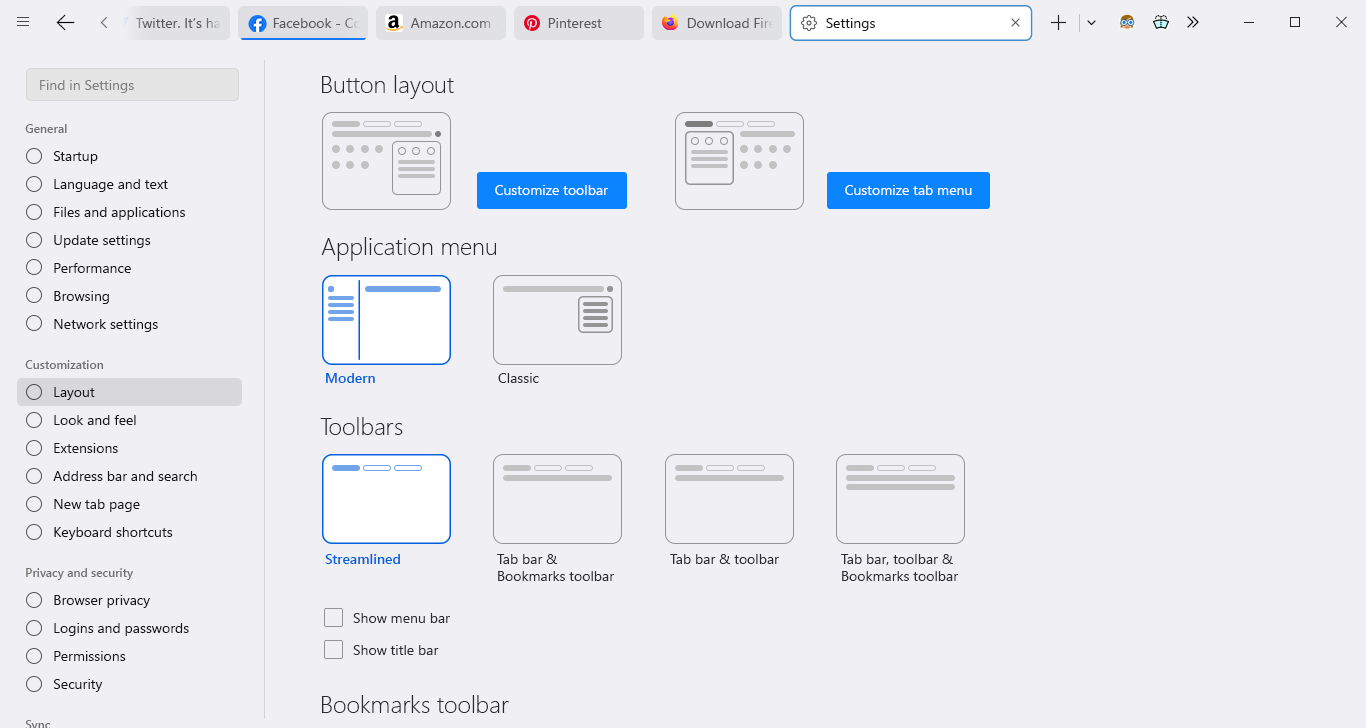 Twitter. It's ha
Facebook - Co
Amazon.com
Pinterest
Download Fire
Settings
Find in Settings
General
Startup
Language and text
Files and applications
Update settings
Performance
Browsing
Network settings
Customization
Layout
Look and feel
Extensions
Address bar and search
New tab page
Keyboard shortcuts
Privacy and security
Browser privacy
Logins and passwords
Permissions
Security
Sync
Button layout
Customize toolbar
Customize tab menu
Application menu
Modern
Classic
Toolbars
Streamlined
Tab bar &
Bookmarks toolbar
Tab bar & toolbar
Tab bar, toolbar &
Bookmarks toolbar
Show menu bar
Show title bar
Bookmarks toolbar